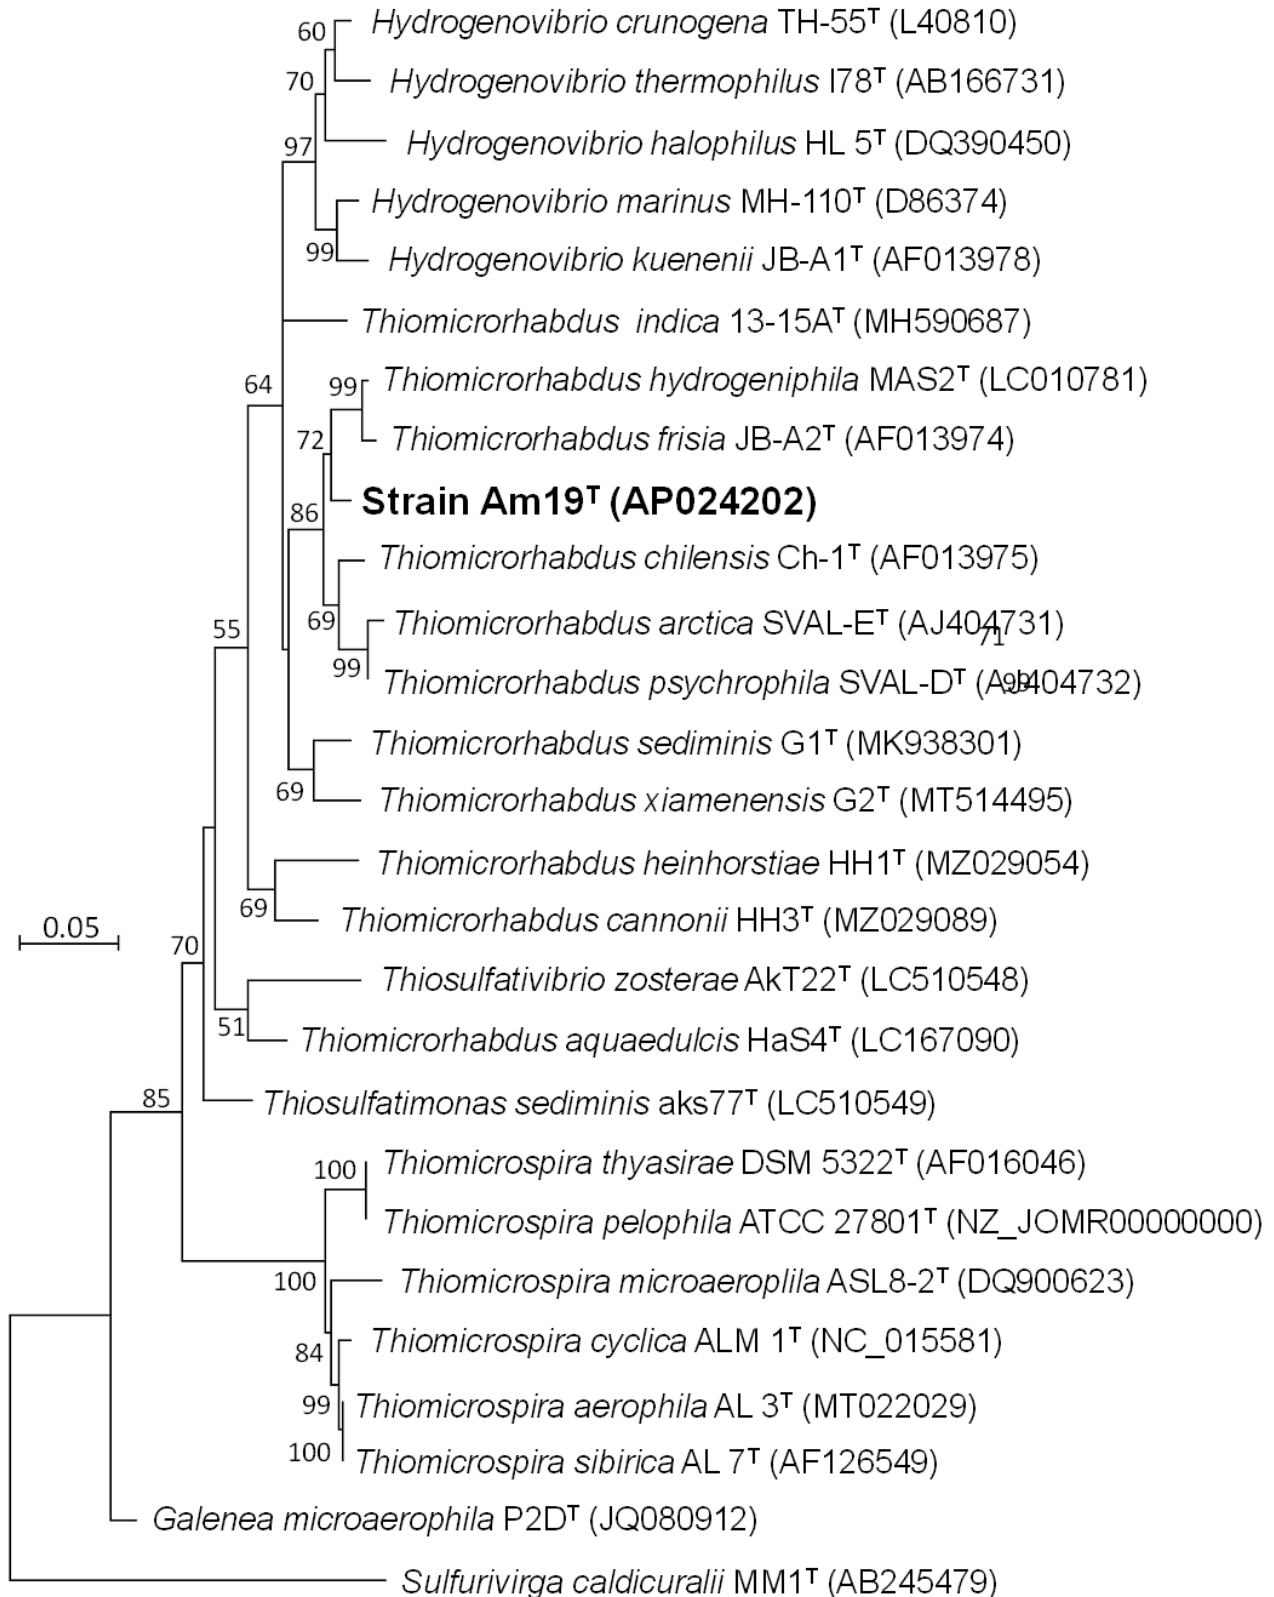 60
Hydrogenovibrio crunogena TH-55ᵀ (L40810)
70
Hydrogenovibrio thermophilus I78ᵀ (AB166731)
97
Hydrogenovibrio halophilus HL 5ᵀ (DQ390450)
Hydrogenovibrio marinus MH-110ᵀ (D86374)
99
Hydrogenovibrio kuenenii JB-A1ᵀ (AF013978)
Thiomicrorhabdus indica 13-15Aᵀ (MH590687)
64
99
Thiomicrorhabdus hydrogeniphila MAS2ᵀ (LC010781)
72
Thiomicrorhabdus frisia JB-A2ᵀ (AF013974)
86
Strain Am19ᵀ (AP024202)
Thiomicrorhabdus chilensis Ch-1ᵀ (AF013975)
55
69
Thiomicrorhabdus arctica SVAL-Eᵀ (AJ404731)
71
99
Thiomicrorhabdus psychrophila SVAL-Dᵀ (AJ404732)
99
Thiomicrorhabdus sediminis G1ᵀ (MK938301)
69
Thiomicrorhabdus xiamenensis G2ᵀ (MT514495)
Thiomicrorhabdus heinhorstiae HH1ᵀ (MZ029054)
69
Thiomicrorhabdus cannonii HH3ᵀ (MZ029089)
0.05
70
Thiosulfativibrio zosterae AkT22ᵀ (LC510548)
51
Thiomicrorhabdus aquaedulcis HaS4ᵀ (LC167090)
85
Thiosulfatimonas sediminis aks77ᵀ (LC510549)
100
Thiomicrospira thyasirae DSM 5322ᵀ (AF016046)
Thiomicrospira pelophila ATCC 27801ᵀ (NZ_JOMR00000000)
100
Thiomicrospira microaeroplila ASL8-2ᵀ (DQ900623)
84
Thiomicrospira cyclica ALM 1ᵀ (NC_015581)
99
Thiomicrospira aerophila AL 3ᵀ (MT022029)
100
Thiomicrospira sibirica AL 7ᵀ (AF126549)
Galenea microaerophila P2Dᵀ (JQ080912)
Sulfurivirga caldicuralii MM1ᵀ (AB245479)